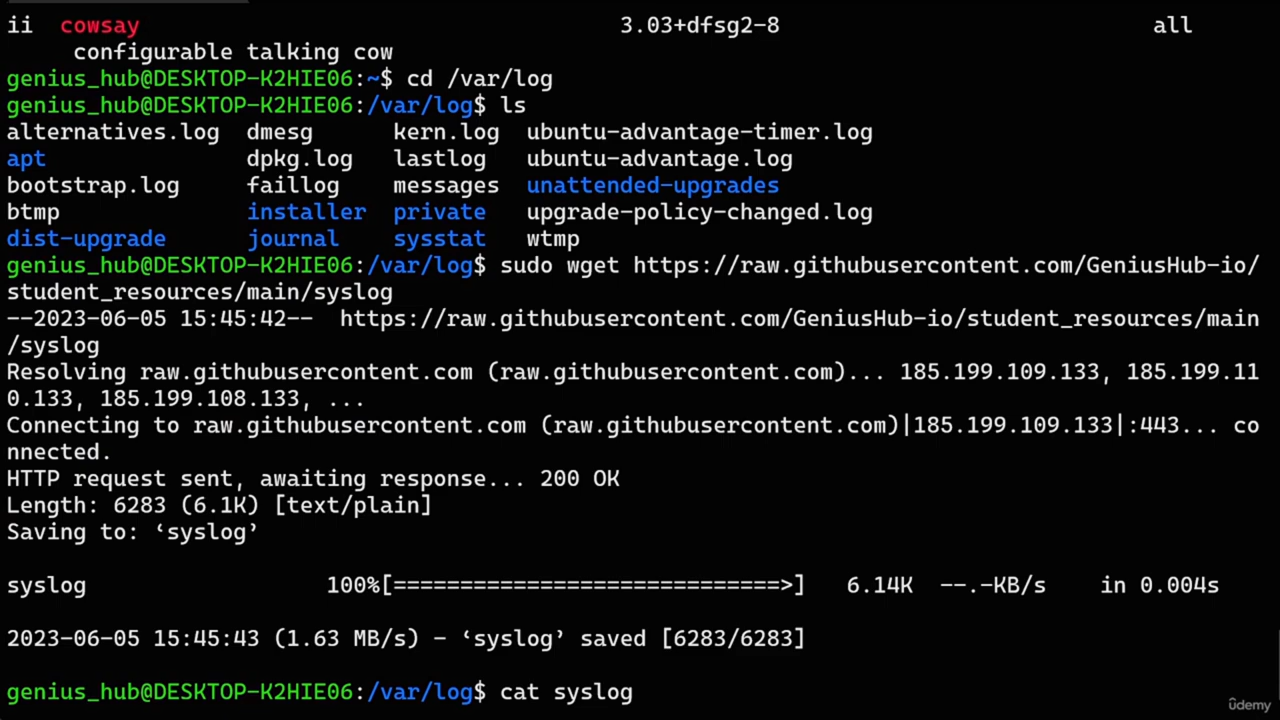 ii  cowsay                                    3.03+dfsg2-8                            all
     configurable talking cow
genius_hub@DESKTOP-K2HIE06:~$ cd /var/log
genius_hub@DESKTOP-K2HIE06:/var/log$ ls
alternatives.log  dmesg      kern.log  ubuntu-advantage-timer.log
apt               dpkg.log   lastlog   ubuntu-advantage.log
bootstrap.log     faillog    messages  unattended-upgrades
btmp              installer  private   upgrade-policy-changed.log
dist-upgrade      journal    sysstat   wtmp
genius_hub@DESKTOP-K2HIE06:/var/log$ sudo wget https://raw.githubusercontent.com/GeniusHub-io/
student_resources/main/syslog
--2023-06-05 15:45:42--  https://raw.githubusercontent.com/GeniusHub-io/student_resources/main
/syslog
Resolving raw.githubusercontent.com (raw.githubusercontent.com)... 185.199.109.133, 185.199.11
0.133, 185.199.108.133, ...
Connecting to raw.githubusercontent.com (raw.githubusercontent.com)|185.199.109.133|:443... co
nnected.
HTTP request sent, awaiting response... 200 OK
Length: 6283 (6.1K) [text/plain]
Saving to: ‘syslog’
syslog                  100%[=============================>]   6.14K  --.-KB/s    in 0.004s
2023-06-05 15:45:43 (1.63 MB/s) - ‘syslog’ saved [6283/6283]
genius_hub@DESKTOP-K2HIE06:/var/log$ cat syslog
ûdemy